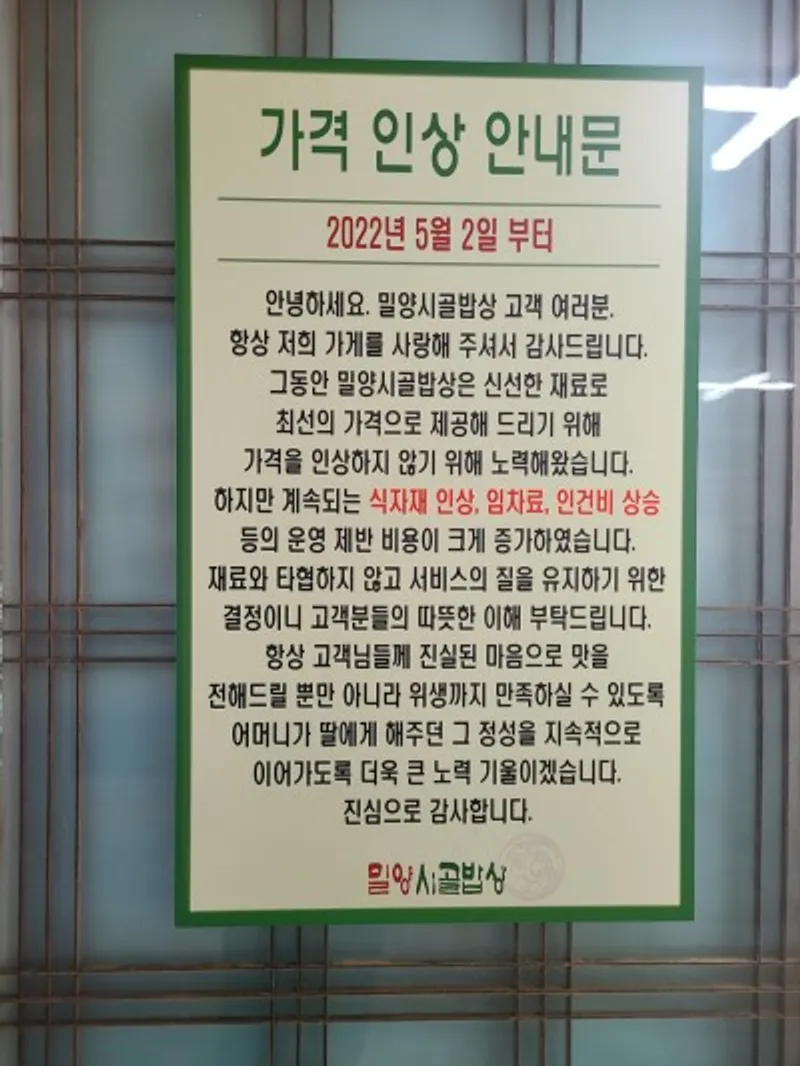 가격 인상 안내문
2022년 5월 2일 부터
안녕하세요. 밀양시골밥상 고객 여러분.
항상 저희 가게를 사랑해 주셔서 감사드립니다.
그동안 밀양시골밥상은 신선한 재료로
최선의 가격으로 제공해 드리기 위해
가격을 인상하지 않기 위해 노력해왔습니다.
하지만 계속되는 식자재 인상, 임차료, 인건비 상승
등의 운영 제반 비용이 크게 증가하였습니다.
재료와 타협하지 않고 서비스의 질을 유지하기 위한
결정이니 고객분들의 따뜻한 이해 부탁드립니다.
항상 고객님들께 진실된 마음으로 맛을
전해드릴 뿐만 아니라 위생까지 만족하실 수 있도록
어머니가 딸에게 해주던 그 정성을 지속적으로
이어가도록 더욱 큰 노력 기울이겠습니다.
진심으로 감사합니다.
밀양시골밥상